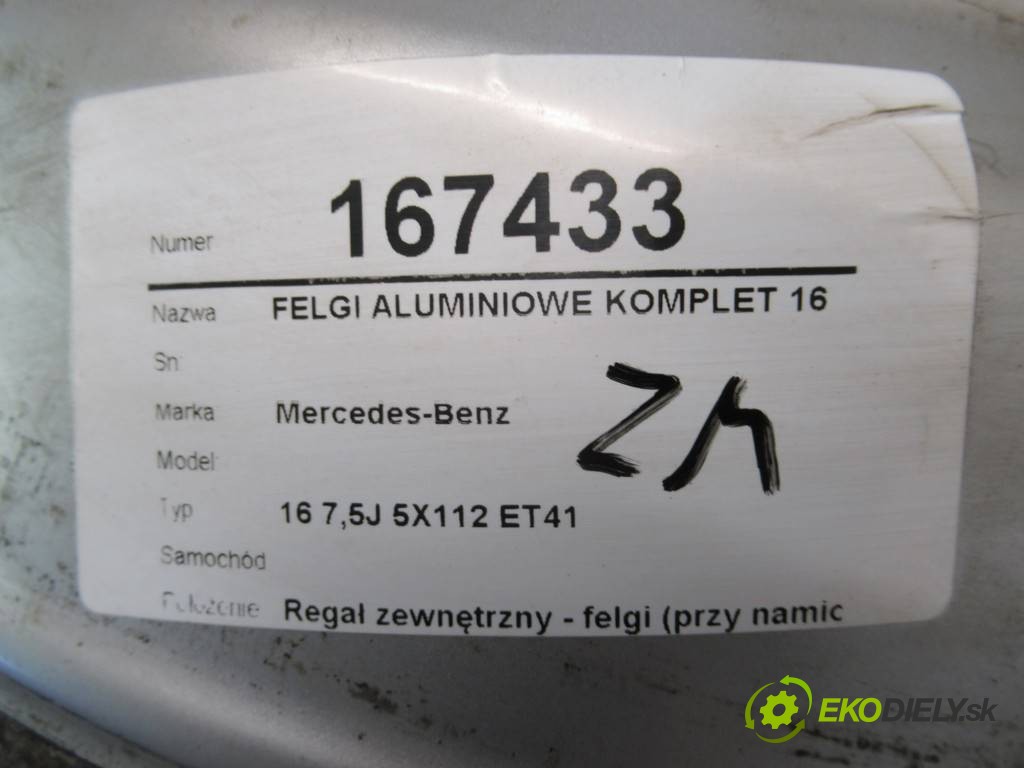 Numer 167433
Nazwa FELGI ALUMINIOWE KOMPLET 16
Sn
Marka Mercedes-Benz
Model
Typ 16 7,5J 5X112 ET41
Samochód
Położenie Regał zewnętrzny - felgi (przy namic
EKODIELY.sk